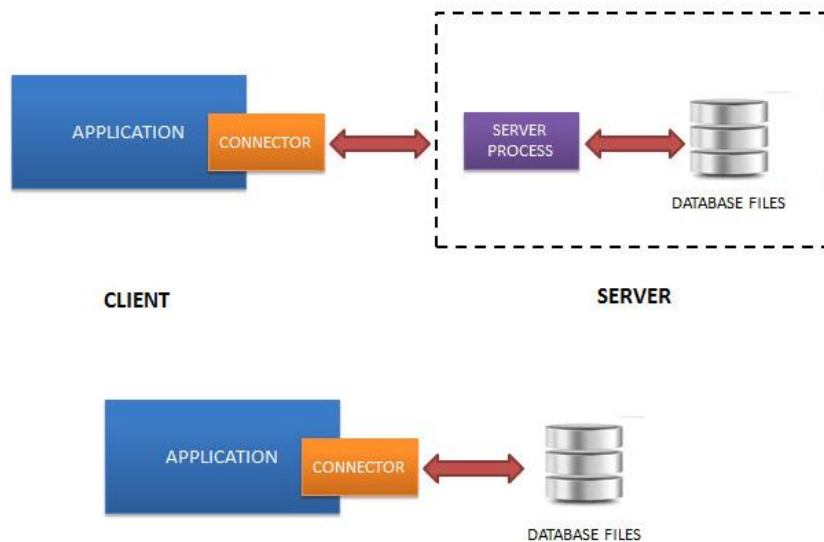 APPLICATION
CONNECTOR
SERVER
PROCESS
DATABASE FILES
CLIENT
SERVER
APPLICATION
CONNECTOR
DATABASE FILES